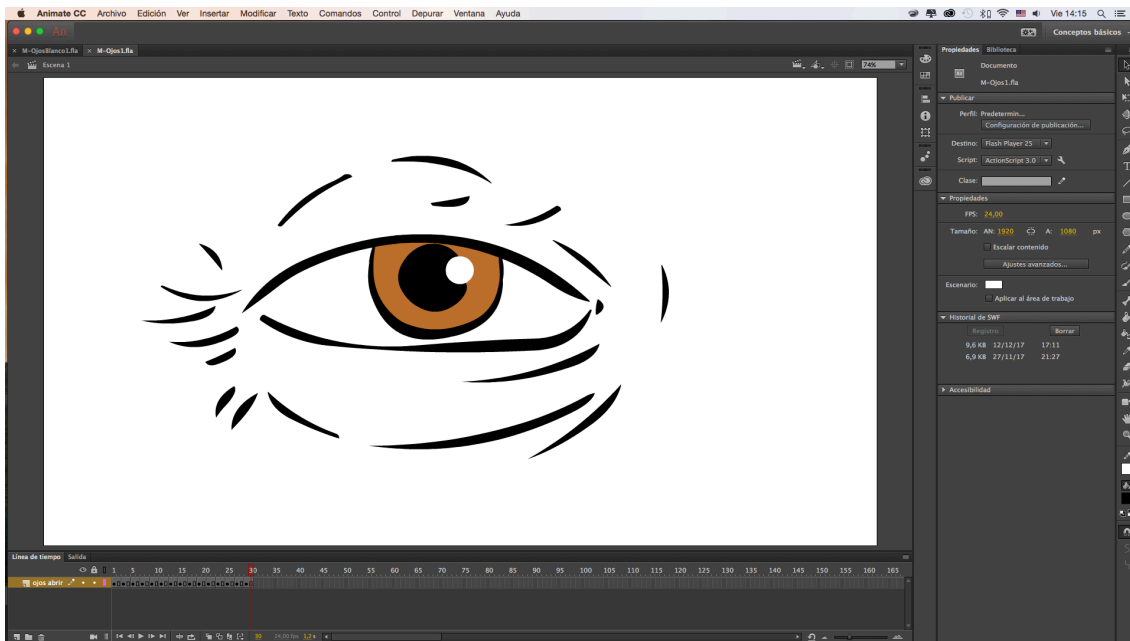 Animate CC Archivo Edición Ver Insertar Modificar Texto Comandos Control Depurar Ventana Ayuda Vie 14:15
An Conceptos básicos
M-OjosBlanco1.fla M-Ojos1.fla
Escena 1 74%
Propiedades Biblioteca
Documento
M-Ojos1.fla
Publicar
Perfil: Predetermin...
Configuración de publicación...
Destino: Flash Player 25
Script: ActionScript 3.0
Clase:
Propiedades
FPS: 24,00
Tamaño: AN: 1920 A: 1080 px
Escalar contenido
Ajustes avanzados...
Escenario:
Aplicar al área de trabajo
Historial de SWF
Registro Borrar
9,6 KB 12/12/17 17:11
6,9 KB 27/11/17 21:27
Accesibilidad
Línea de tiempo Salida
1 5 10 15 20 25 30 35 40 45 50 55 60 65 70 75 80 85 90 95 100 105 110 115 120 125 130 135 140 145 150 155 160 165
ojos abrir
30 24,00 fps 1,2 s